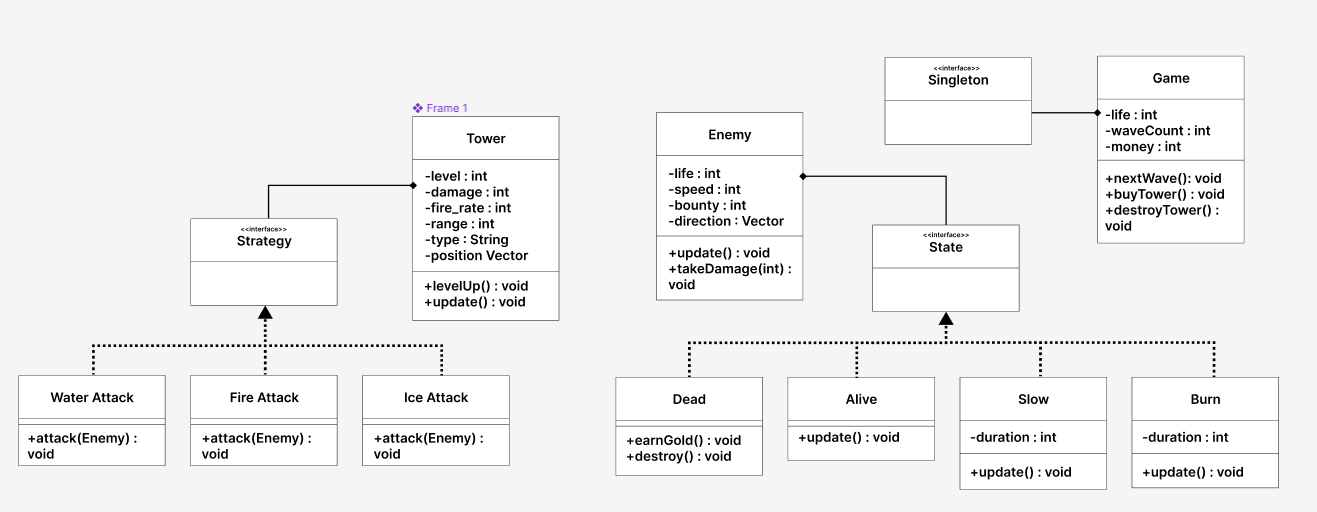 Frame 1
Tower
-level : int
-damage : int
-fire_rate : int
-range : int
-type : String
-position Vector
+levelUp() : void
+update() : void
<<interface>>
Strategy
Water Attack
+attack(Enemy) :
void
Fire Attack
+attack(Enemy) :
void
Ice Attack
+attack(Enemy) :
void
Enemy
-life : int
-speed : int
-bounty : int
-direction : Vector
+update() : void
+takeDamage(int) :
void
<<interface>>
Singleton
Game
-life : int
-waveCount : int
-money : int
+nextWave(): void
+buyTower() : void
+destroyTower() :
void
<<interface>>
State
Dead
+earnGold() : void
+destroy() : void
Alive
+update() : void
Slow
-duration : int
+update() : void
Burn
-duration : int
+update() : void